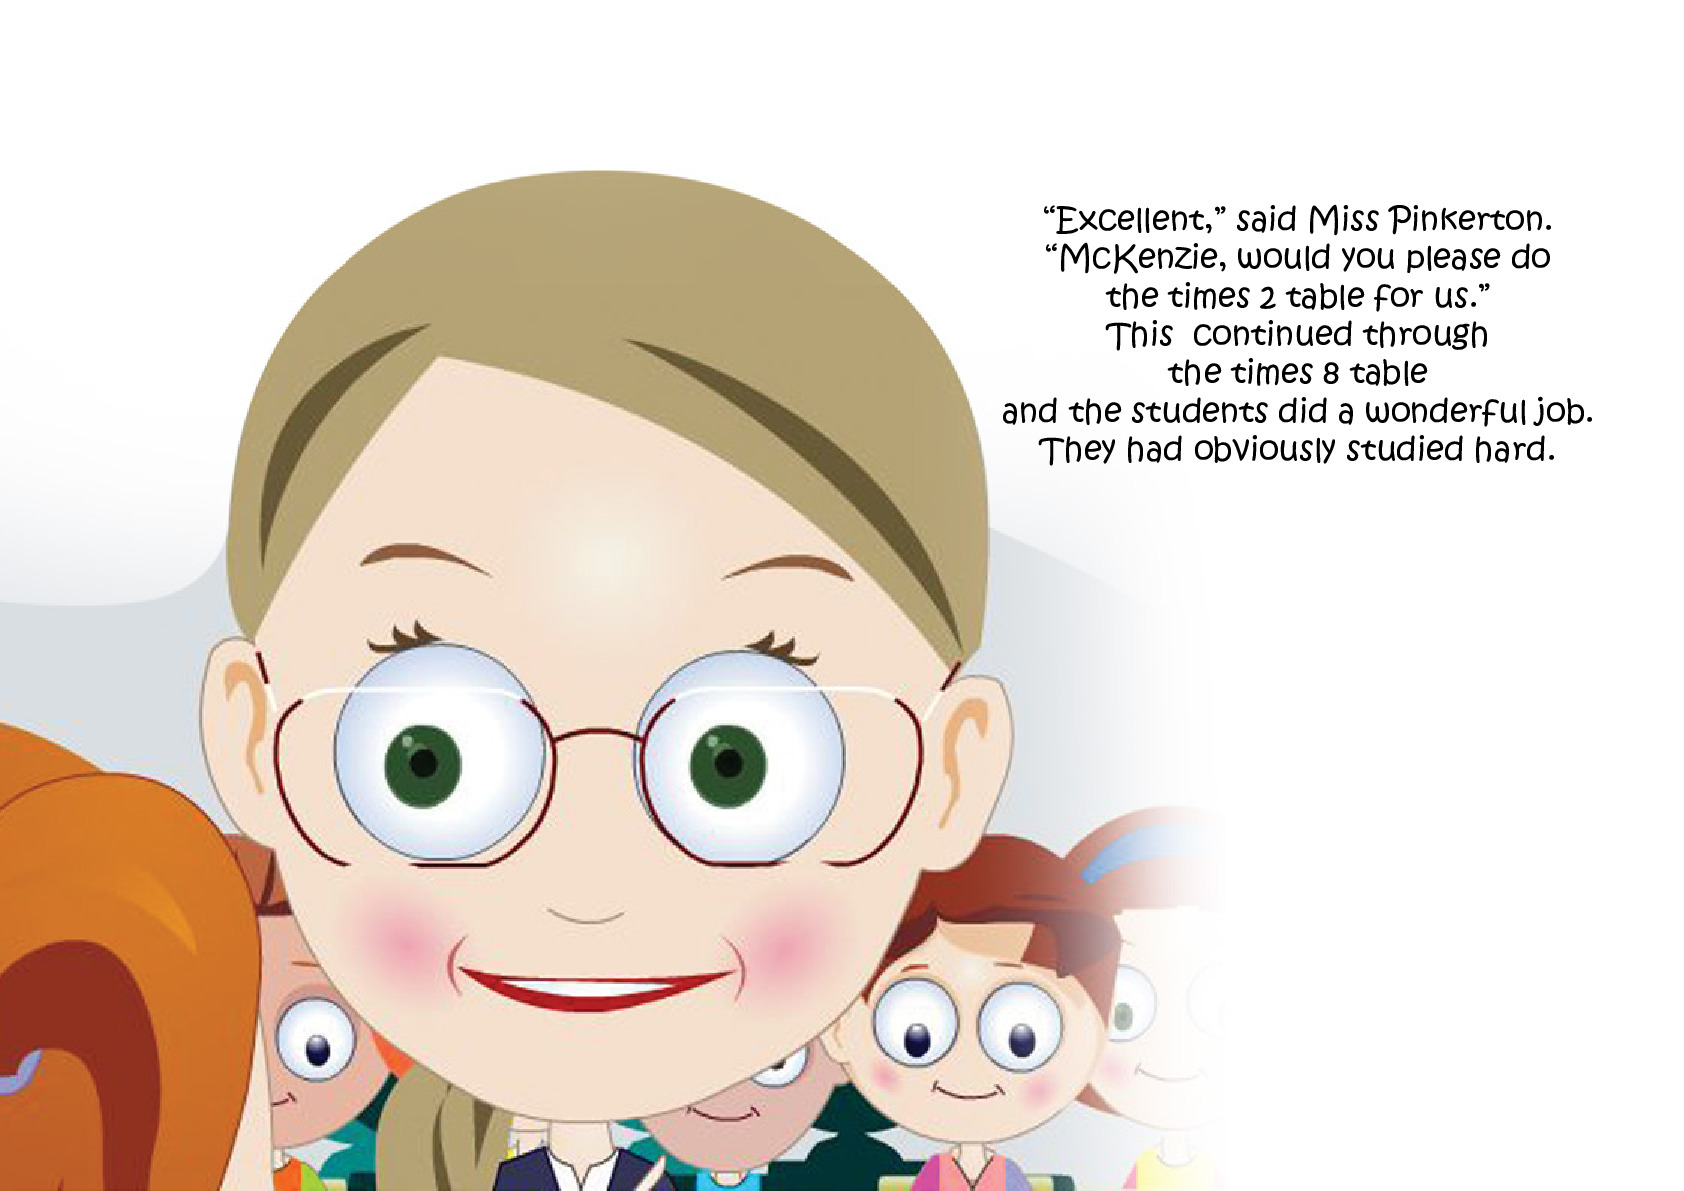 “Excellent,” said Miss Pinkerton.
“McKenzie, would you please do
the times 2 table for us.”
This  continued through
the times 8 table
and the students did a wonderful job.
They had obviously studied hard.